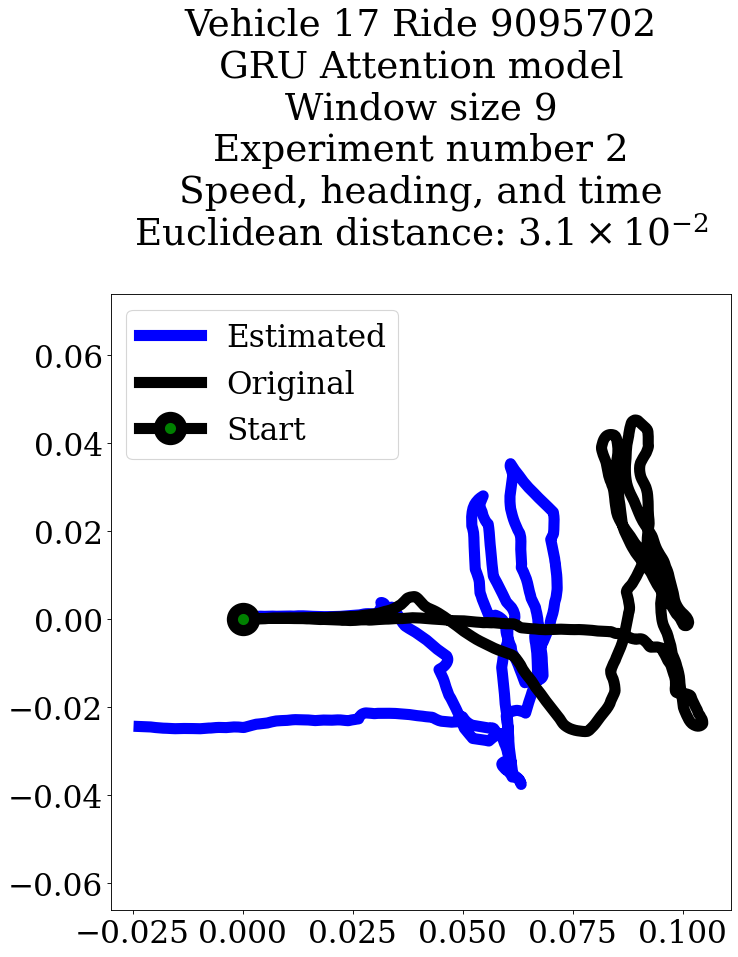 Vehicle 17 Ride 9095702
GRU Attention model
Window size 9
Experiment number 2
Speed, heading, and time
Euclidean distance: 3.1 × 10⁻²
Estimated
Original
Start
0.06
0.04
0.02
0.00
−0.02
−0.04
−0.06
−0.025 0.000 0.025 0.050 0.075 0.100